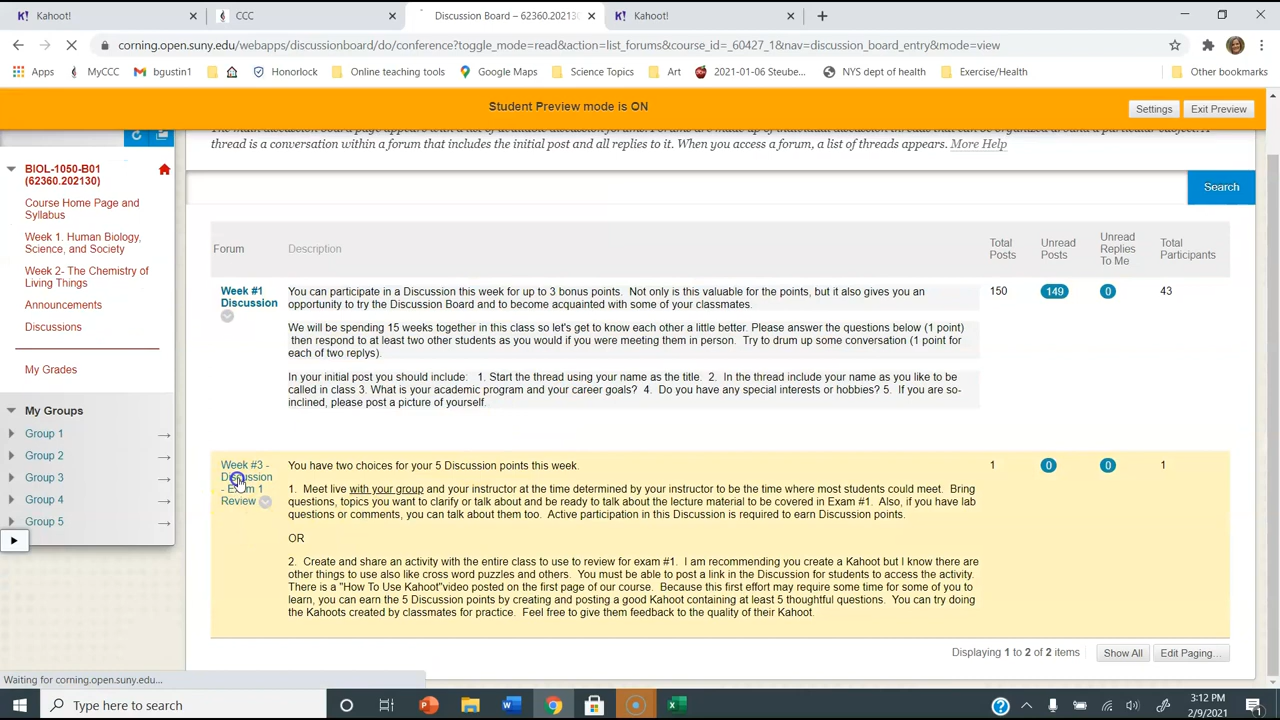 Kahoot!
CCC
Discussion Board – 62360.202130
Kahoot!
corning.open.suny.edu/webapps/discussionboard/do/conference?toggle_mode=read&action=list_forums&course_id=_60427_1&nav=discussion_board_entry&mode=view
Apps
MyCCC
bgustin1
Honorlock
Online teaching tools
Google Maps
Science Topics
Art
2021-01-06 Steube...
NYS dept of health
Exercise/Health
Other bookmarks
Student Preview mode is ON
Settings
Exit Preview
thread is a conversation within a forum that includes the initial post and all replies to it. When you access a forum, a list of threads appears. More Help
Search
BIOL-1050-B01
(62360.202130)
Course Home Page and
Syllabus
Week 1. Human Biology,
Science, and Society
Week 2- The Chemistry of
Living Things
Announcements
Discussions
My Grades
My Groups
Group 1
Group 2
Group 3
Group 4
Group 5
Forum
Description
Total
Posts
Unread
Posts
Unread
Replies
To Me
Total
Participants
Week #1
Discussion
You can participate in a Discussion this week for up to 3 bonus points. Not only is this valuable for the points, but it also gives you an
opportunity to try the Discussion Board and to become acquainted with some of your classmates.
We will be spending 15 weeks together in this class so let's get to know each other a little better. Please answer the questions below (1 point)
then respond to at least two other students as you would if you were meeting them in person. Try to drum up some conversation (1 point for
each of two replys).
In your initial post you should include: 1. Start the thread using your name as the title. 2. In the thread include your name as you like to be
called in class 3. What is your academic program and your career goals? 4. Do you have any special interests or hobbies? 5. If you are so-
inclined, please post a picture of yourself.
150
149
0
43
Week #3 -
Discussion
- Exam 1
Review
You have two choices for your 5 Discussion points this week.
1. Meet live with your group and your instructor at the time determined by your instructor to be the time where most students could meet. Bring
questions, topics you want to clarify or talk about and be ready to talk about the lecture material to be covered in Exam #1. Also, if you have lab
questions or comments, you can talk about them too. Active participation in this Discussion is required to earn Discussion points.
OR
2. Create and share an activity with the entire class to use to review for exam #1. I am recommending you create a Kahoot but I know there are
other things to use also like cross word puzzles and others. You must be able to post a link in the Discussion for students to access the activity.
There is a "How To Use Kahoot"video posted on the first page of our course. Because this first effort may require some time for some of you to
learn, you can earn the 5 Discussion points by creating and posting a good Kahoot containing at least 5 thoughtful questions. You can try doing
the Kahoots created by classmates for practice. Feel free to give them feedback to the quality of their Kahoot.
1
0
0
1
Displaying 1 to 2 of 2 items
Show All
Edit Paging...
Waiting for corning.open.suny.edu...
Type here to search
3:12 PM
2/9/2021